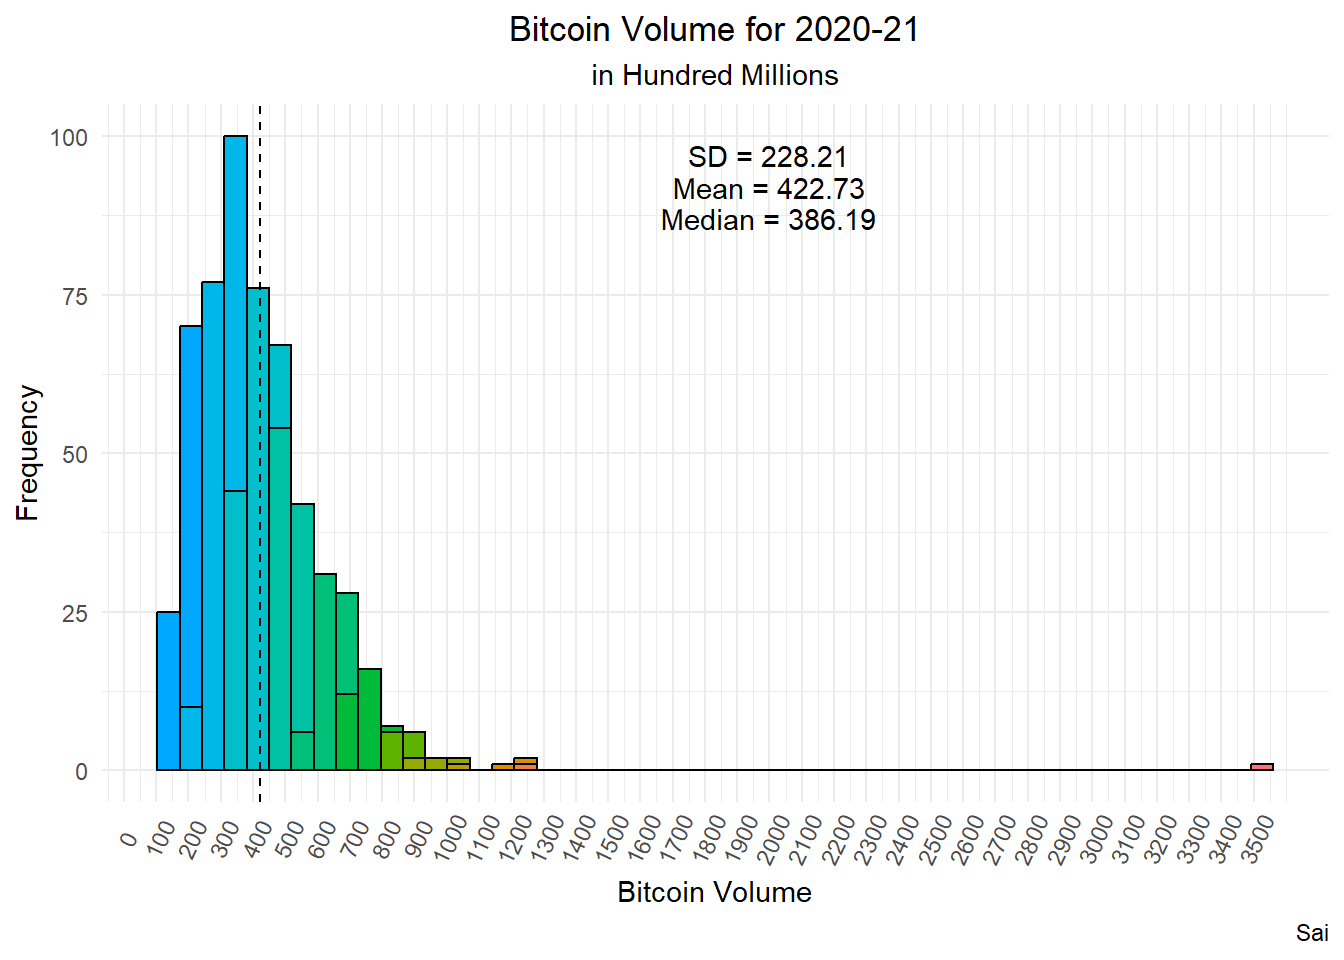 Bitcoin Volume for 2020-21
in Hundred Millions
SD = 228.21
Mean = 422.73
Median = 386.19
Frequency
100
75
50
25
0
0 100 200 300 400 500 600 700 800 900 1000 1100 1200 1300 1400 1500 1600 1700 1800 1900 2000 2100 2200 2300 2400 2500 2600 2700 2800 2900 3000 3100 3200 3300 3400 3500
Bitcoin Volume
Sai